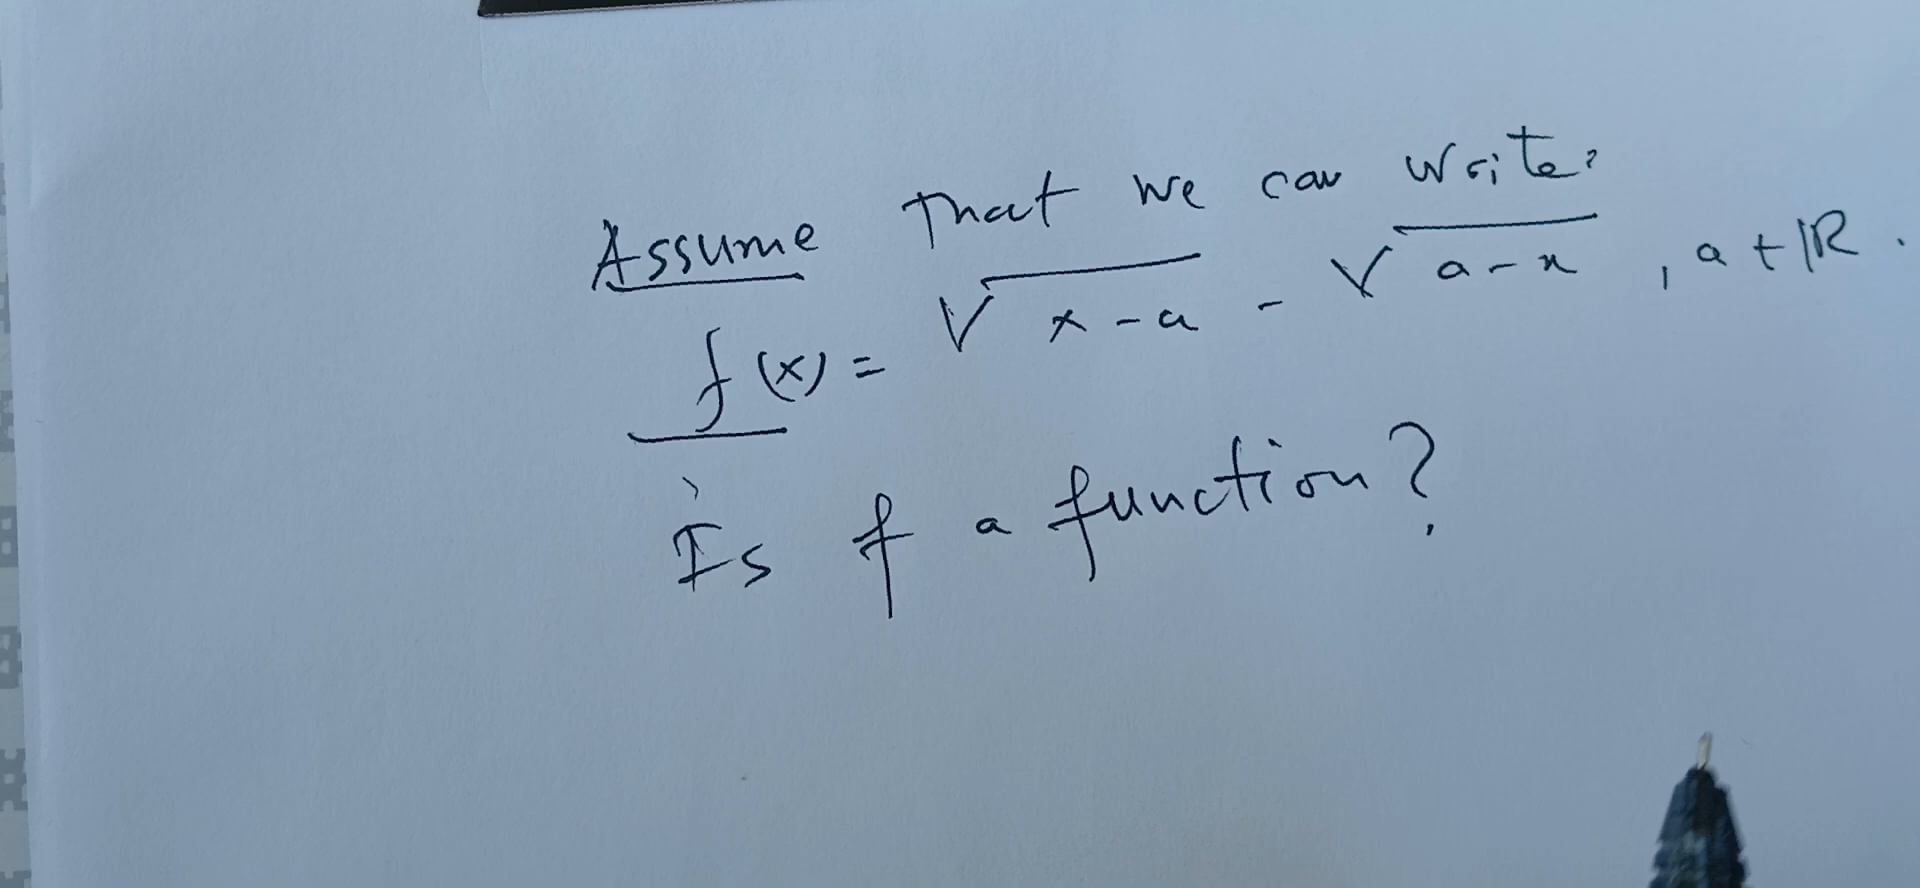 Assume that we can write:
f(x) = √x-a - √a-x , a ∈ ℝ.
Is f a function?